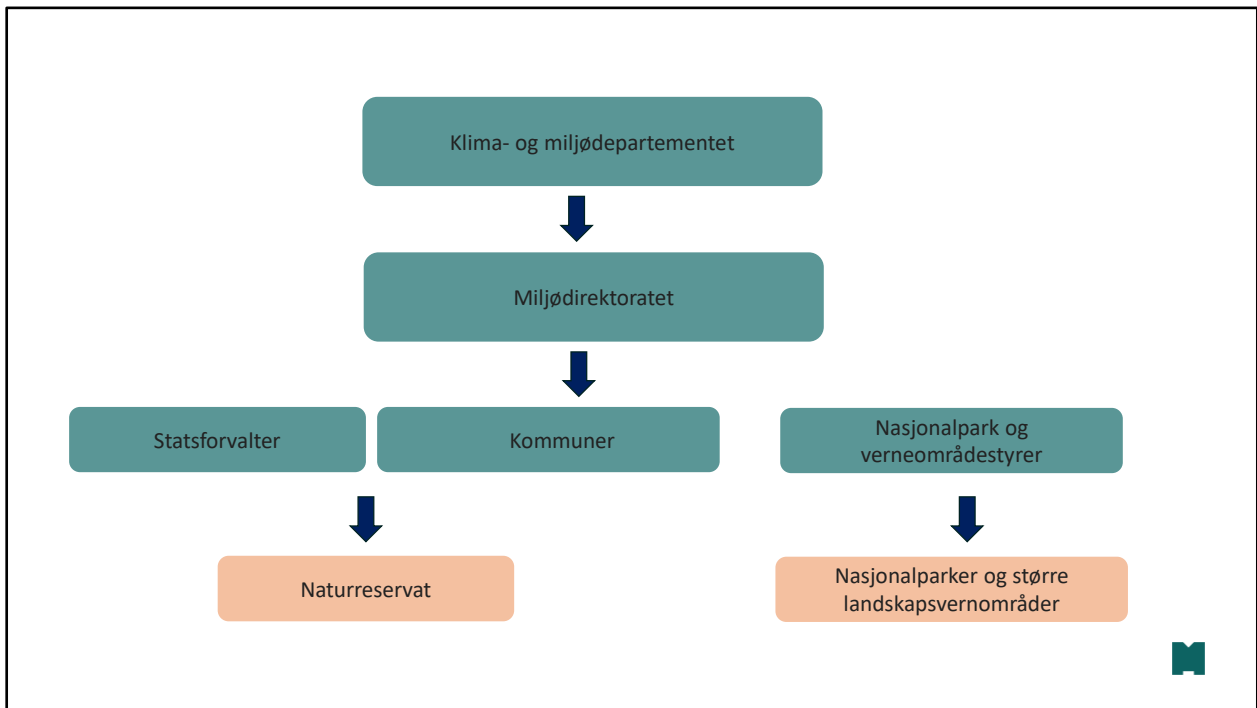 Klima- og miljødepartementet
Miljødirektoratet
Statsforvalter
Kommuner
Nasjonalpark og
verneområdestyrer
Naturreservat
Nasjonalparker og større
landskapsvernområder